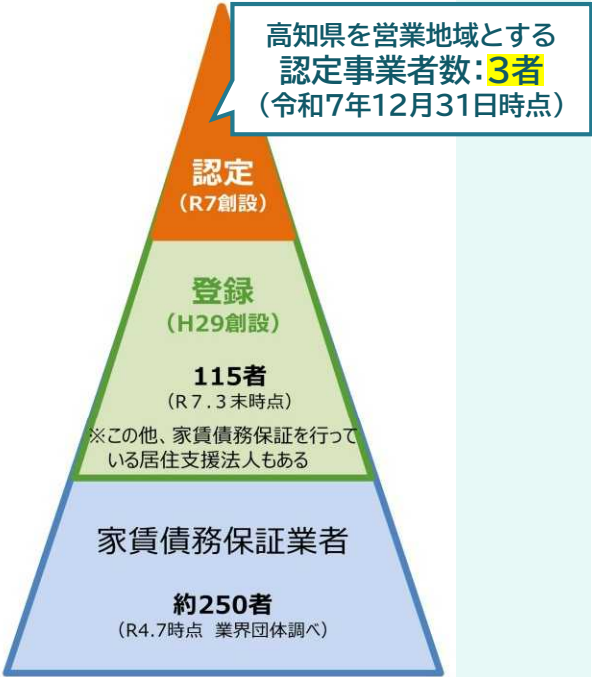 高知県を営業地域とする
認定事業者数：3者
（令和7年12月31日時点）
認定
（R7創設）
登録
（H29創設）
115者
（R７．３末時点）
※この他、家賃債務保証を行って
いる居住支援法人もある
家賃債務保証業者
約250者
（R4.7時点 業界団体調べ）